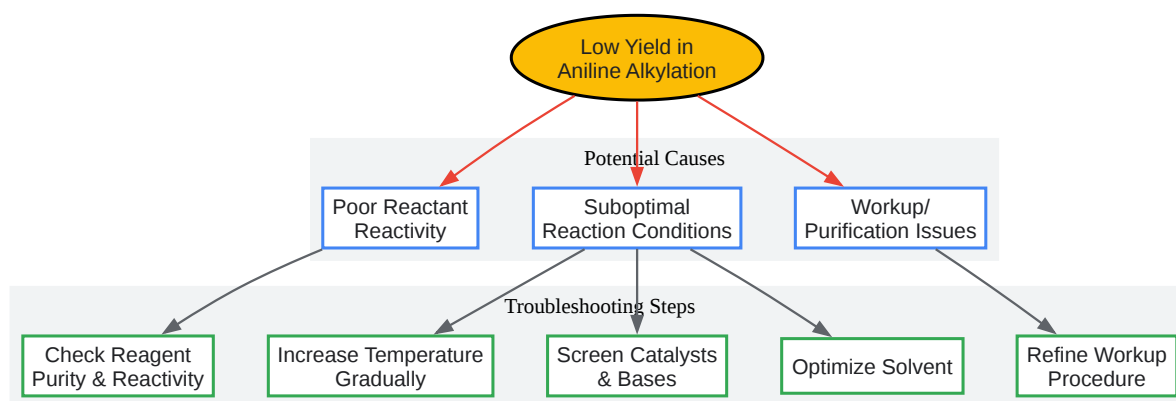 Low Yield in
Aniline Alkylation
Potential Causes
Poor Reactant
Reactivity
Suboptimal
Reaction Conditions
Workup/
Purification Issues
Troubleshooting Steps
Check Reagent
Purity & Reactivity
Increase Temperature
Gradually
Screen Catalysts
& Bases
Optimize Solvent
Refine Workup
Procedure